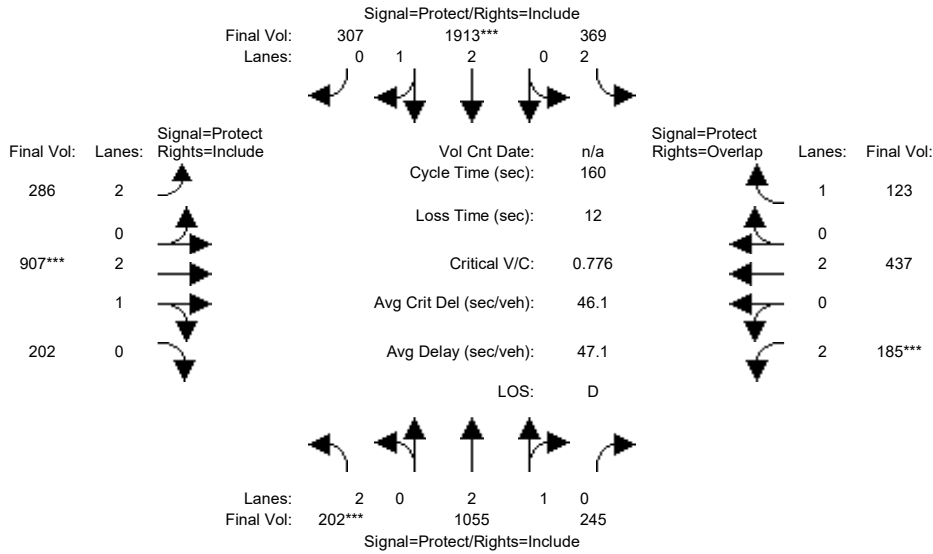 Signal=Protect/Rights=Include
Final Vol: 307 1913*** 369
Lanes: 0 1 2 0 2
Signal=Protect Signal=Protect
Final Vol: Lanes: Rights=Include Vol Cnt Date: n/a Rights=Overlap Lanes: Final Vol:
Cycle Time (sec): 160
286 2 1 123
Loss Time (sec): 12
0 0
907*** 2 Critical V/C: 0.776 2 437
1 Avg Crit Del (sec/veh): 46.1 0
202 0 Avg Delay (sec/veh): 47.1 2 185***
LOS: D
Lanes: 2 0 2 1 0
Final Vol: 202*** 1055 245
Signal=Protect/Rights=Include